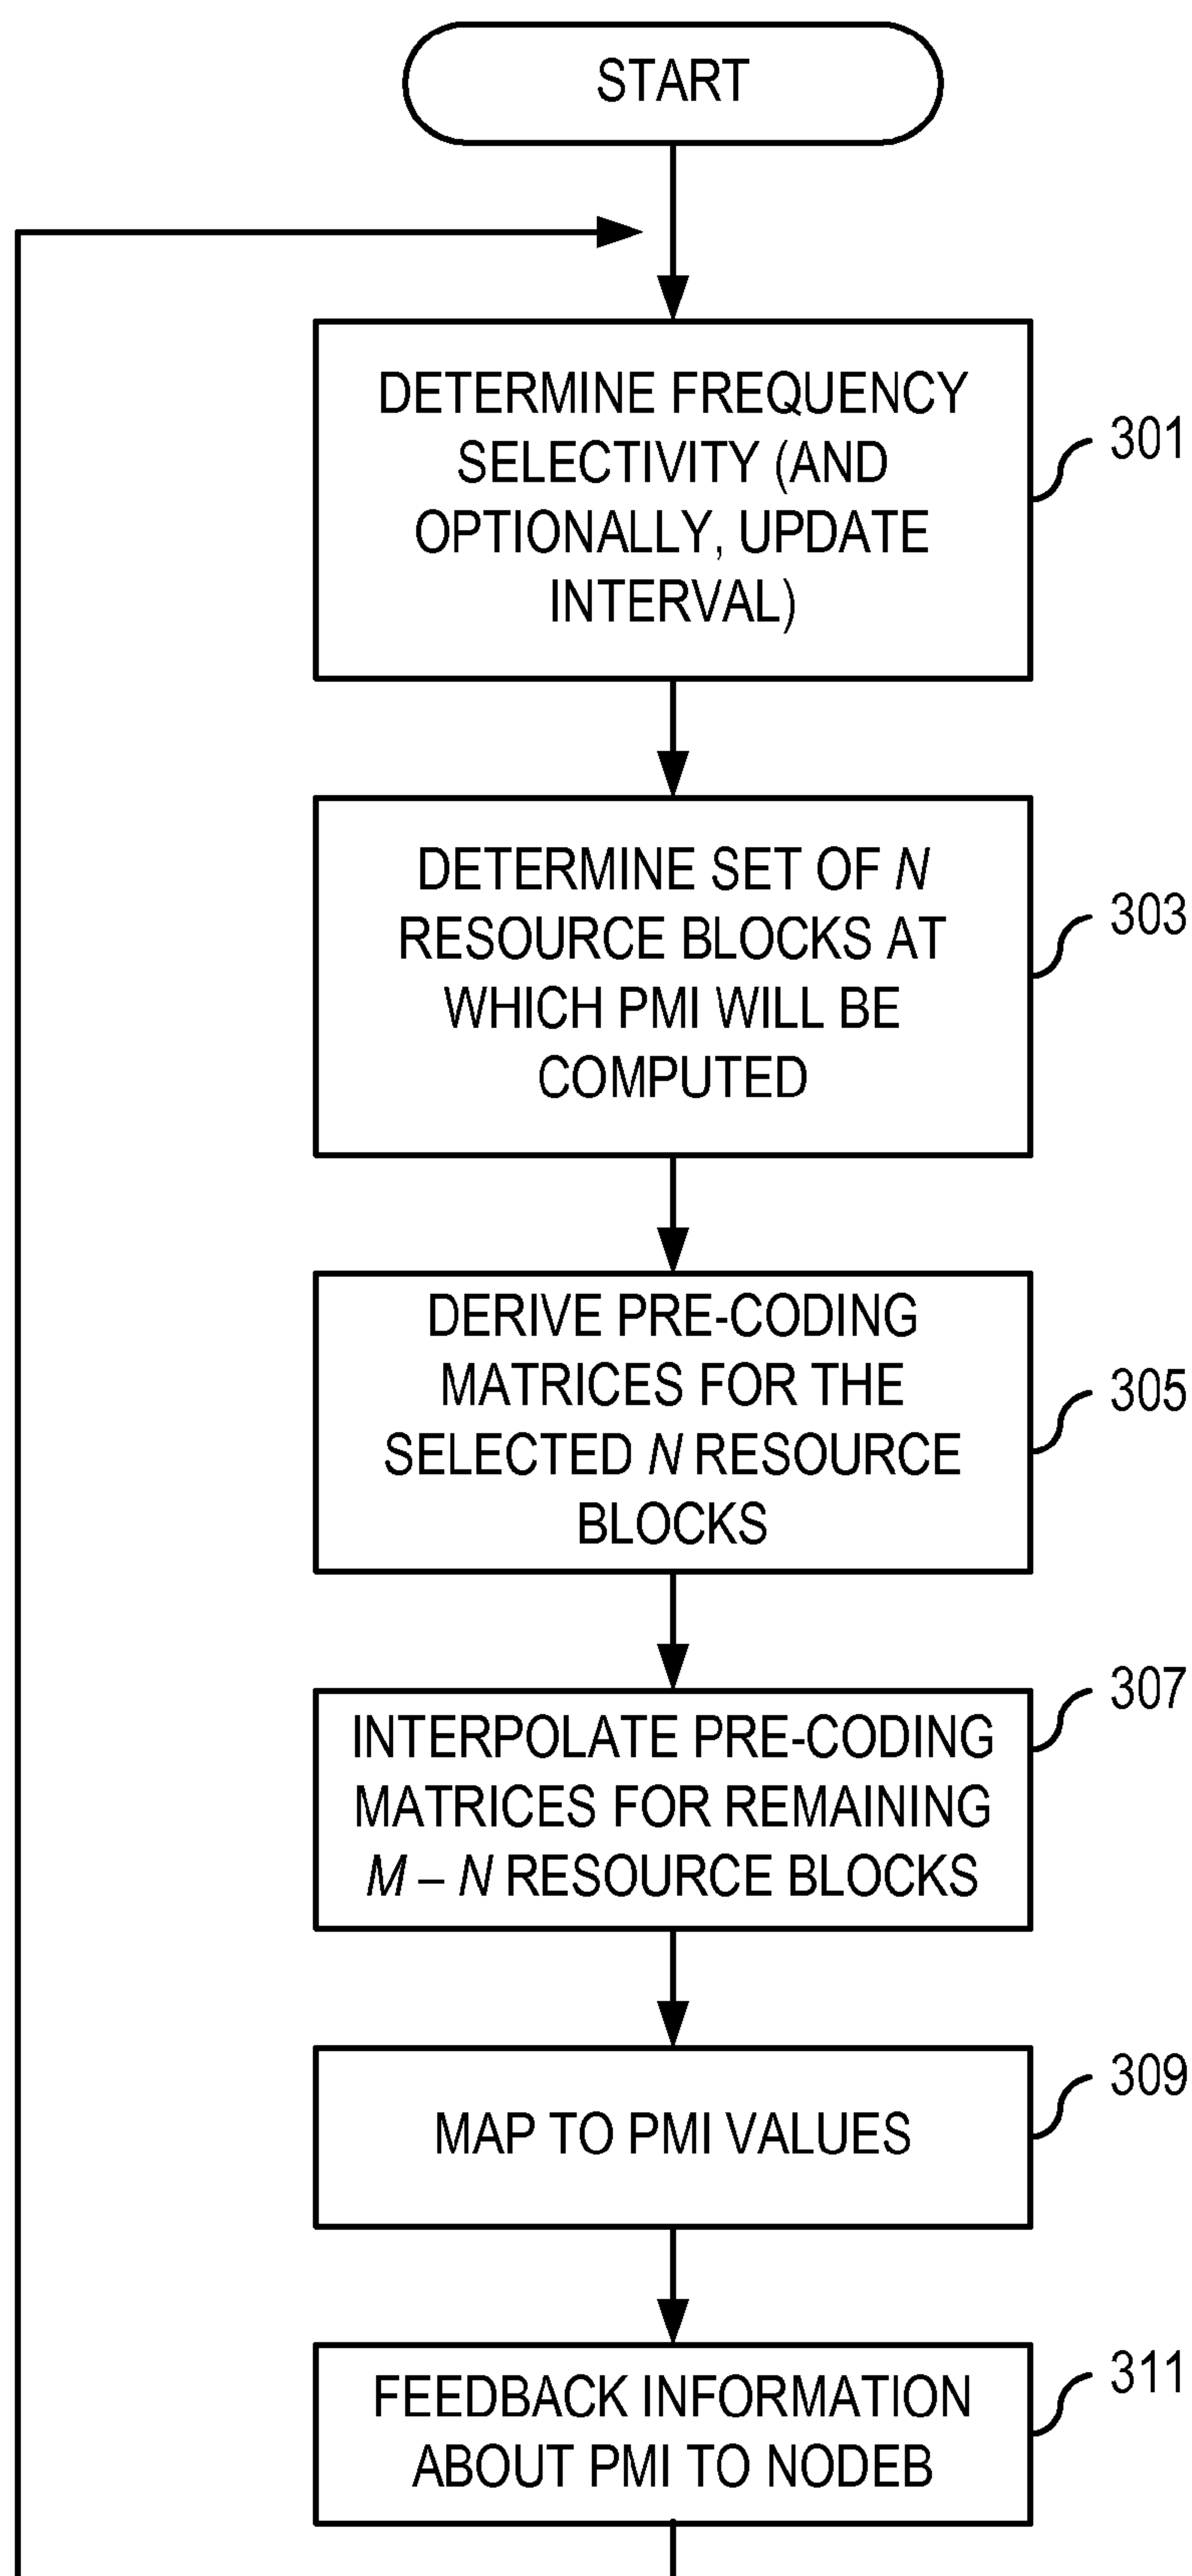 START
DETERMINE FREQUENCY
SELECTIVITY (AND
OPTIONALLY, UPDATE
INTERVAL)
301
DETERMINE SET OF N
RESOURCE BLOCKS AT
WHICH PMI WILL BE
COMPUTED
303
DERIVE PRE-CODING
MATRICES FOR THE
SELECTED N RESOURCE
BLOCKS
305
INTERPOLATE PRE-CODING
MATRICES FOR REMAINING
M – N RESOURCE BLOCKS
307
MAP TO PMI VALUES
309
FEEDBACK INFORMATION
ABOUT PMI TO NODEB
311